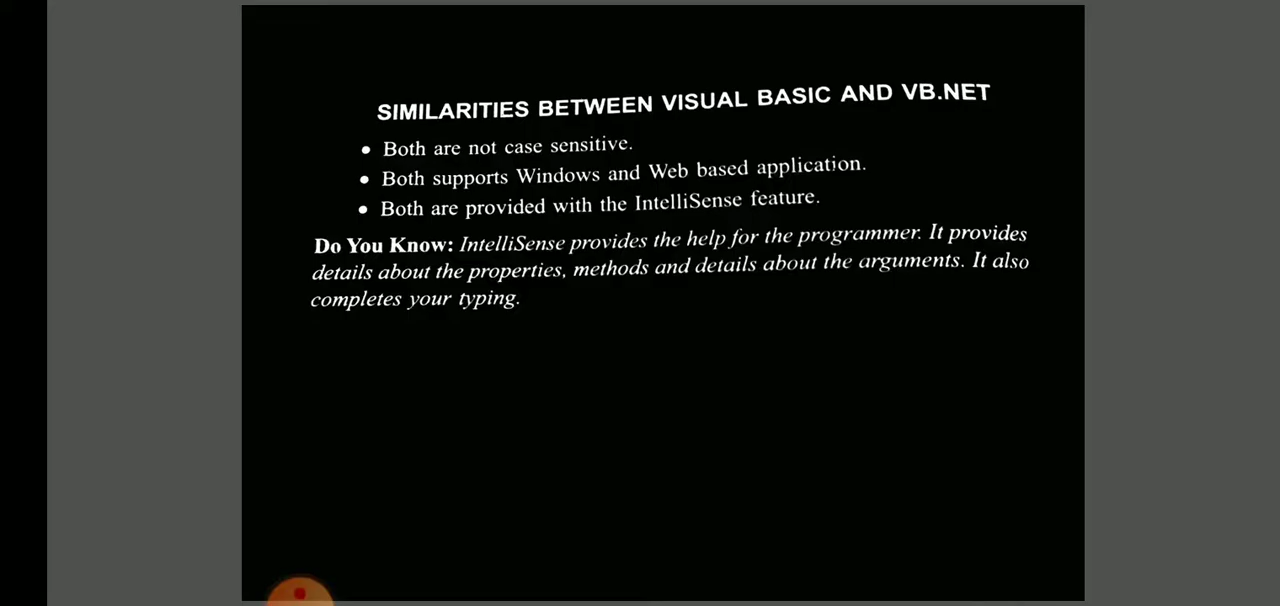 SIMILARITIES BETWEEN VISUAL BASIC AND VB.NET
• Both are not case sensitive.
• Both supports Windows and Web based application.
• Both are provided with the IntelliSense feature.
Do You Know: IntelliSense provides the help for the programmer. It provides
details about the properties, methods and details about the arguments. It also
completes your typing.